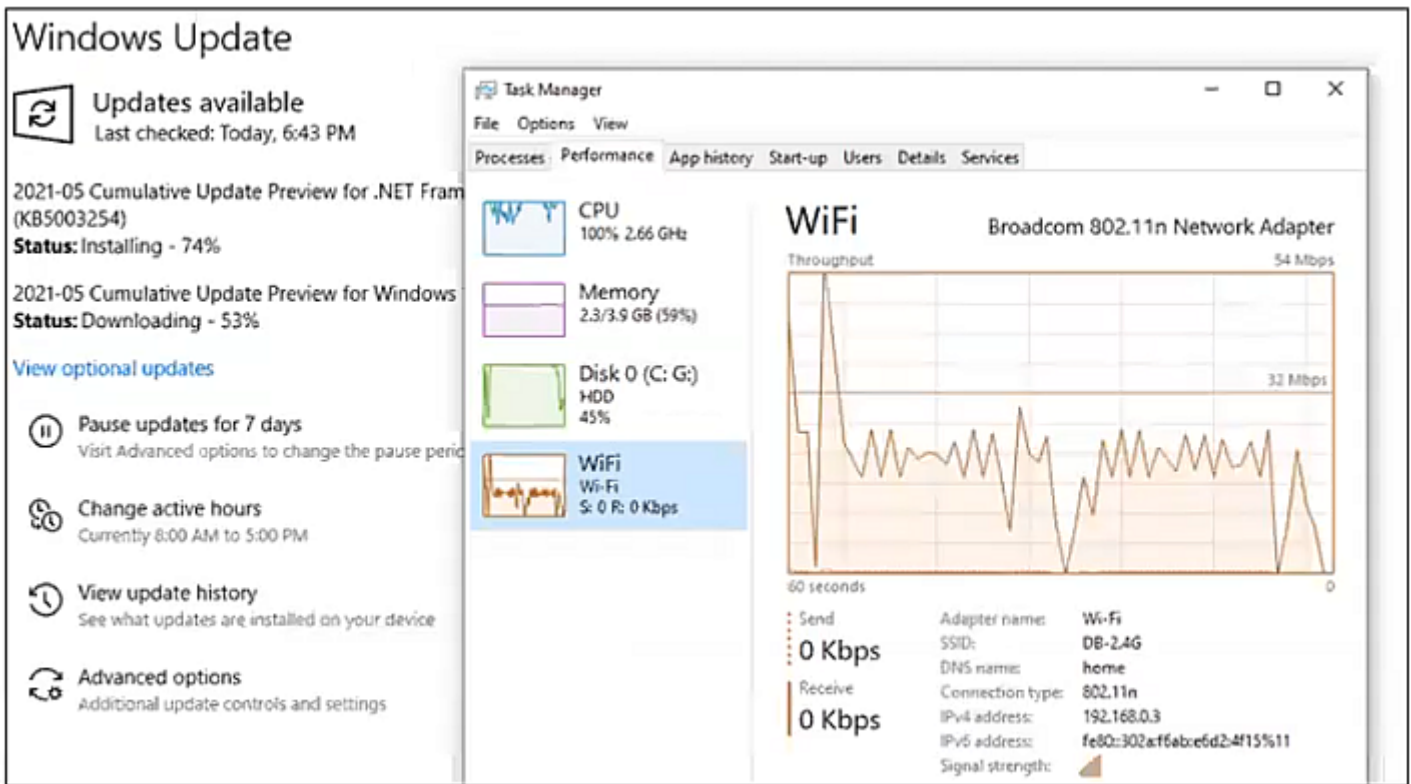 Windows Update
Updates available
Last checked: Today, 6:43 PM
2021-05 Cumulative Update Preview for .NET Fram
(KB5003254)
Status: Installing - 74%
2021-05 Cumulative Update Preview for Windows
Status: Downloading - 53%
View optional updates
Pause updates for 7 days
Visit Advanced options to change the pause peric
Change active hours
Currently 8:00 AM to 5:00 PM
View update history
See what updates are installed on your device
Advanced options
Additional update controls and settings
Task Manager
File Options View
Processes Performance App history Start-up Users Details Services
CPU
100% 2.66 GHz
Memory
2.3/3.9 GB (59%)
Disk 0 (C: G:)
HDD
45%
WiFi
Wi-Fi
S: 0 R: 0 Kbps
WiFi Broadcom 802.11n Network Adapter
Throughput 54 Mbps
32 Mbps
60 seconds 0
Send
0 Kbps
Receive
0 Kbps
Adapter name: Wi-Fi
SSID: DB-2.4G
DNS name: home
Connection type: 802.11n
IPv4 address: 192.168.0.3
IPv6 address: fe80::302a:f6ab:e6d2:4f15%11
Signal strength: